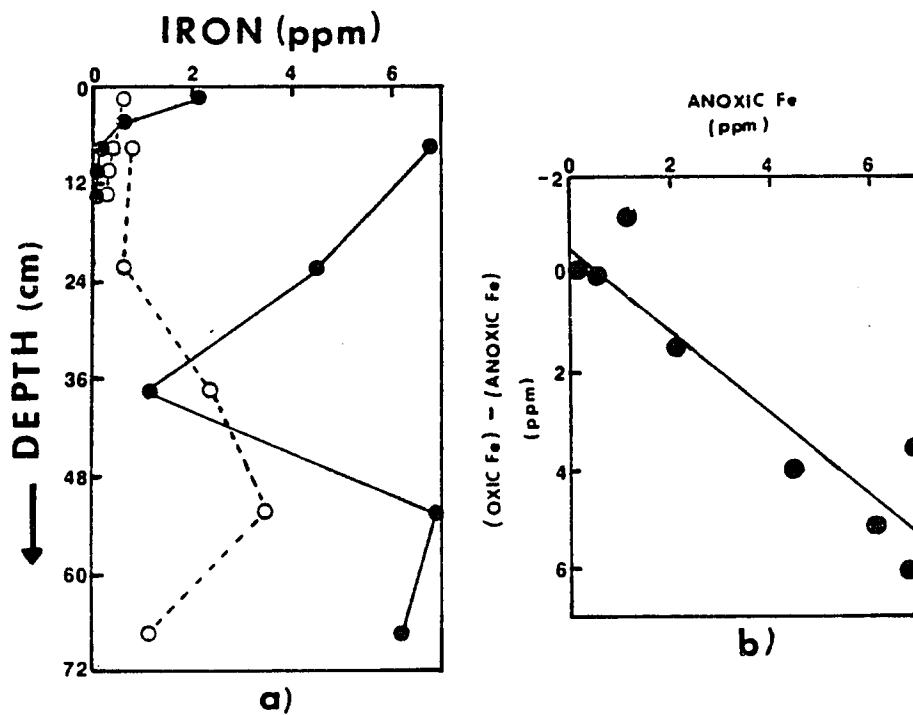 IRON (ppm)
0 2 4 6
0
12
24
36
48
60
72
DEPTH (cm)
a)
ANOXIC Fe
(ppm)
0 2 4 6
-2
0
2
4
6
(OXIC Fe) - (ANOXIC Fe)
(ppm)
b)